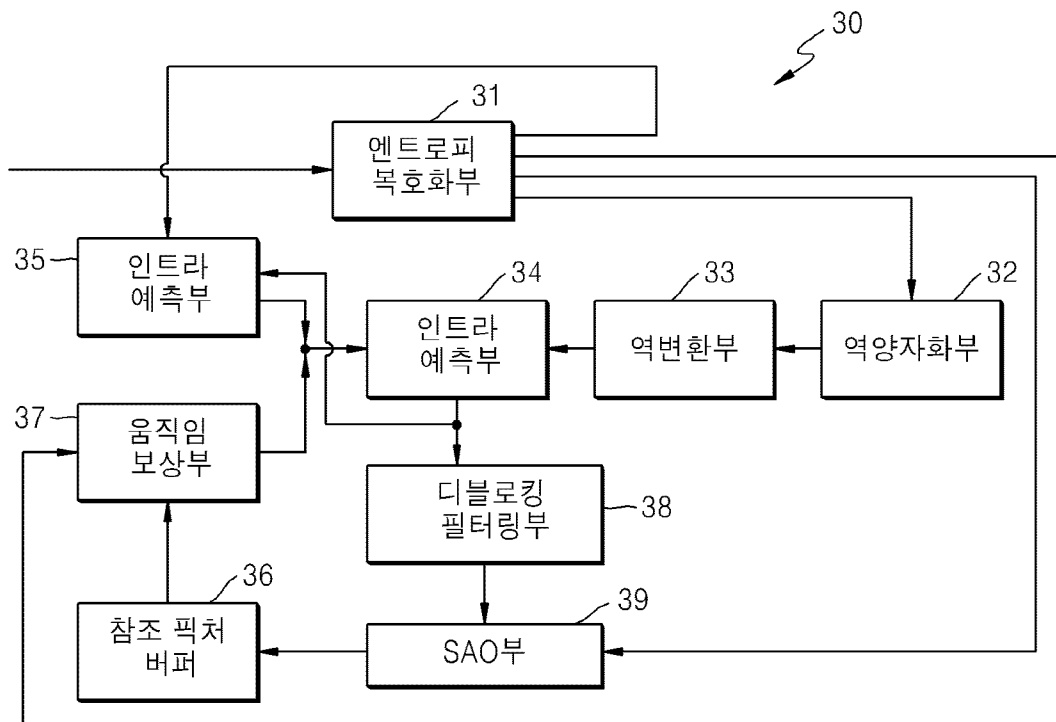 30
31
엔트로피
복호화부
35
인트라
예측부
34
인트라
예측부
33
역변환부
32
역양자화부
37
움직임
보상부
디블로킹
필터링부
38
36
참조 픽처
버퍼
39
SAO부